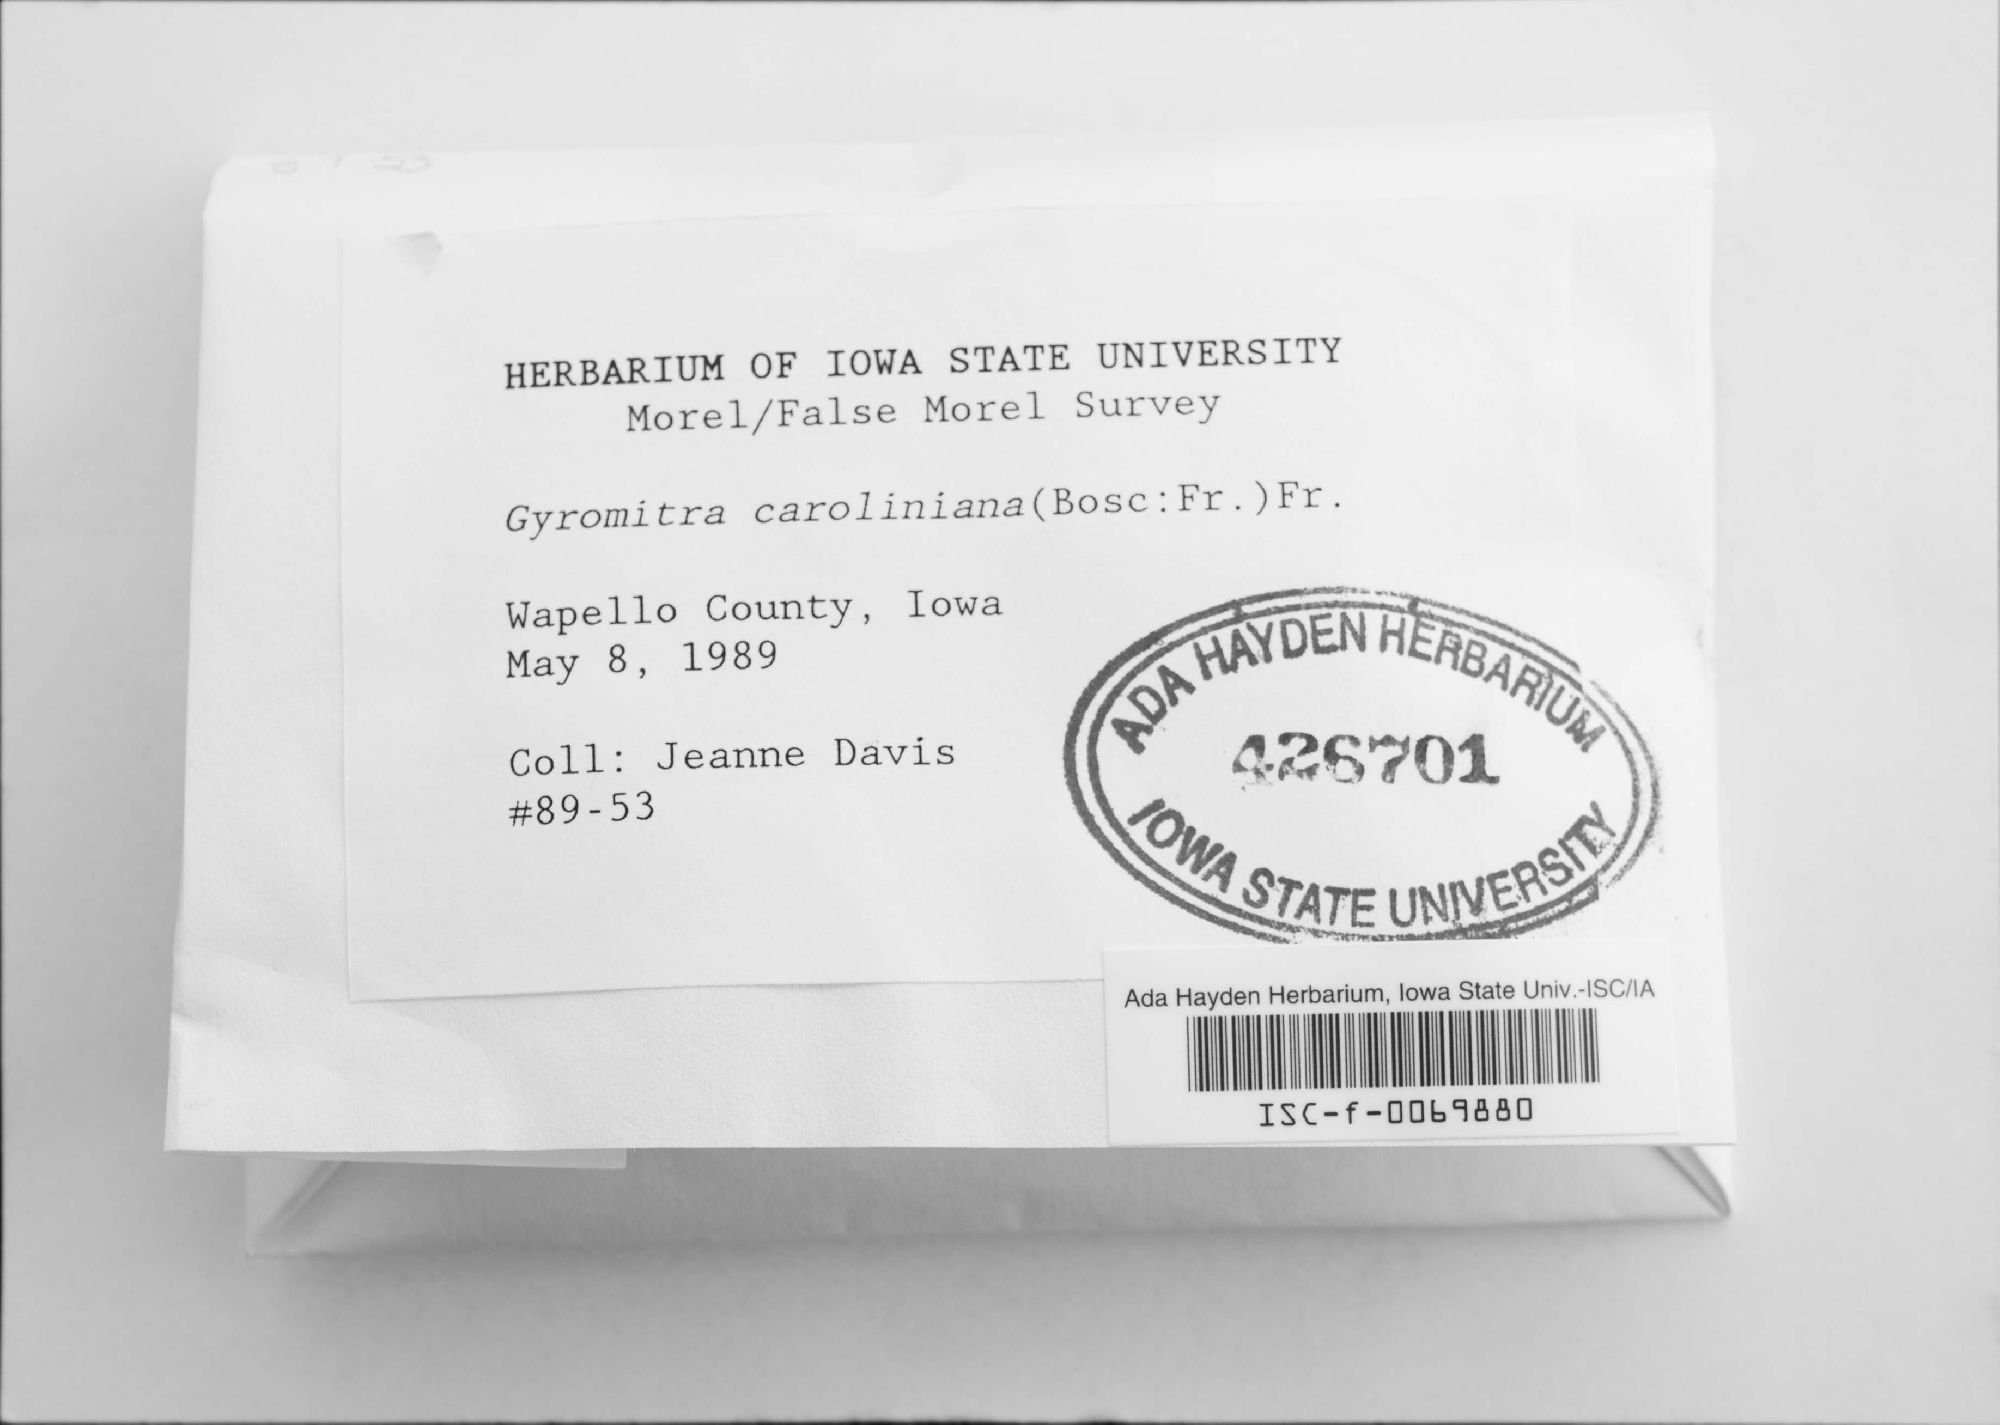 HERBARIUM OF IOWA STATE UNIVERSITY
Morel/False Morel Survey
Gyromitra caroliniana(Bosc:Fr.)Fr.
Wapello County, Iowa
May 8, 1989
Coll: Jeanne Davis
#89-53
ADA HAYDEN HERBARIUM
426701
IOWA STATE UNIVERSITY
Ada Hayden Herbarium, Iowa State Univ.-ISC/IA
ISC-f-0069880